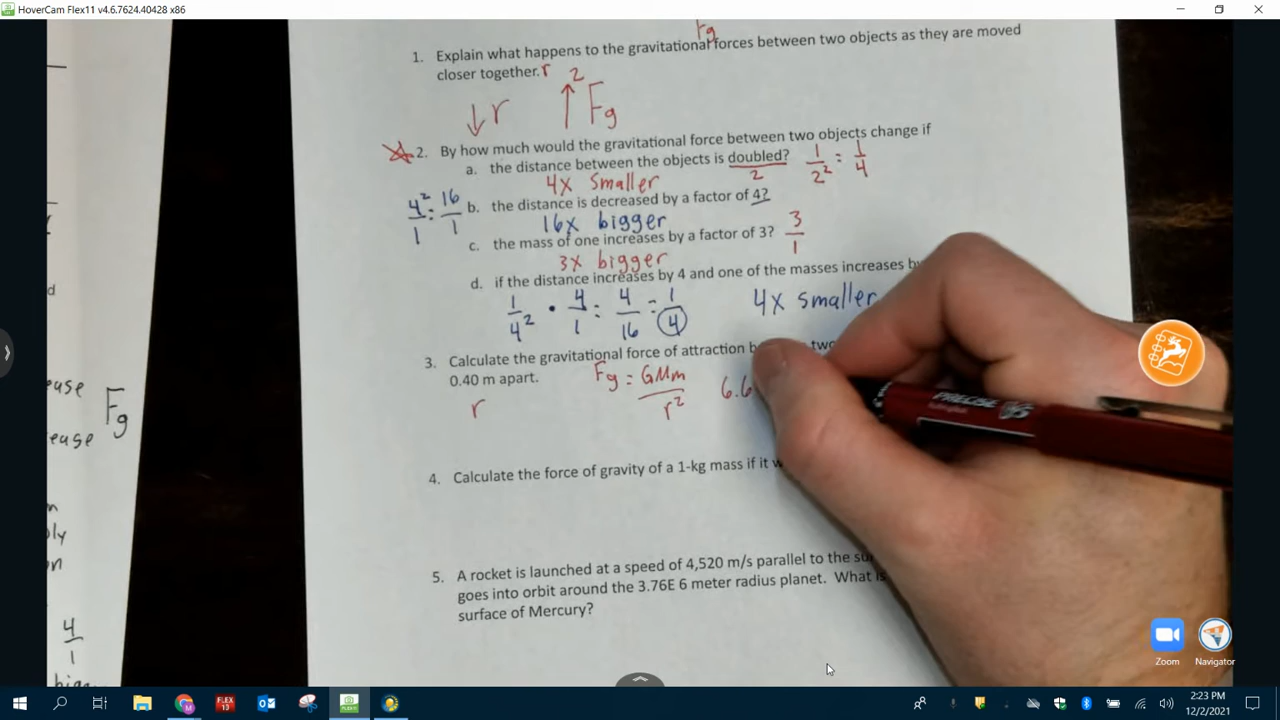 HoverCam Flex11 v4.6.7624.40428 x86
Fg
1. Explain what happens to the gravitational forces between two objects as they are moved
closer together. r 2
↓ r ↑ Fg
2. By how much would the gravitational force between two objects change if
a. the distance between the objects is doubled? 1/2² = 1/4
4x smaller 2
4²/1 = 16/1 b. the distance is decreased by a factor of 4?
16x bigger
c. the mass of one increases by a factor of 3? 3/1
3x bigger
d. if the distance increases by 4 and one of the masses increases by
1/4² • 4/1 = 4/16 = 1/4 4x smaller
3. Calculate the gravitational force of attraction
0.40 m apart. Fg = GMm/r² 6.6
r
4. Calculate the force of gravity of a 1-kg mass if it
5. A rocket is launched at a speed of 4,520 m/s parallel to the
goes into orbit around the 3.76E 6 meter radius planet. What is
surface of Mercury?
d
ease
Fg
ease
n
ly
on
4/1
Zoom
Navigator
2:23 PM
12/2/2021